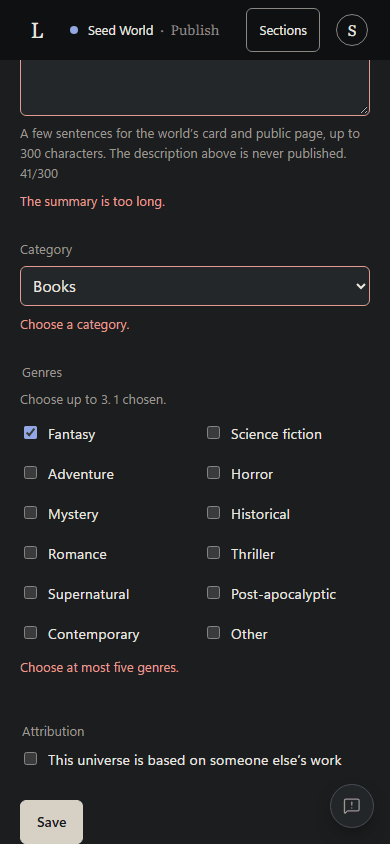 L Seed World · Publish Sections S
A few sentences for the world's card and public page, up to
300 characters. The description above is never published.
41/300
The summary is too long.
Category
Books
Choose a category.
Genres
Choose up to 3. 1 chosen.
Fantasy Science fiction
Adventure Horror
Mystery Historical
Romance Thriller
Supernatural Post-apocalyptic
Contemporary Other
Choose at most five genres.
Attribution
This universe is based on someone else’s work
Save